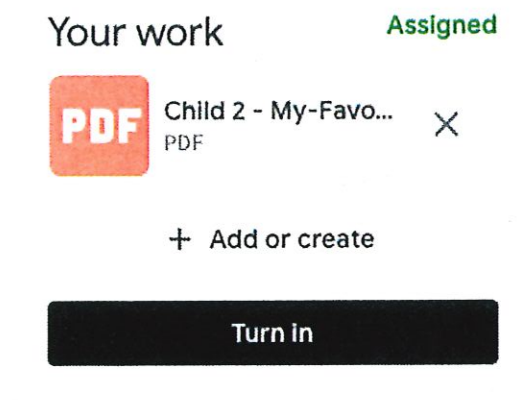 Your work
Assigned
PDF
Child 2 - My-Favo...
PDF
+ Add or create
Turn in